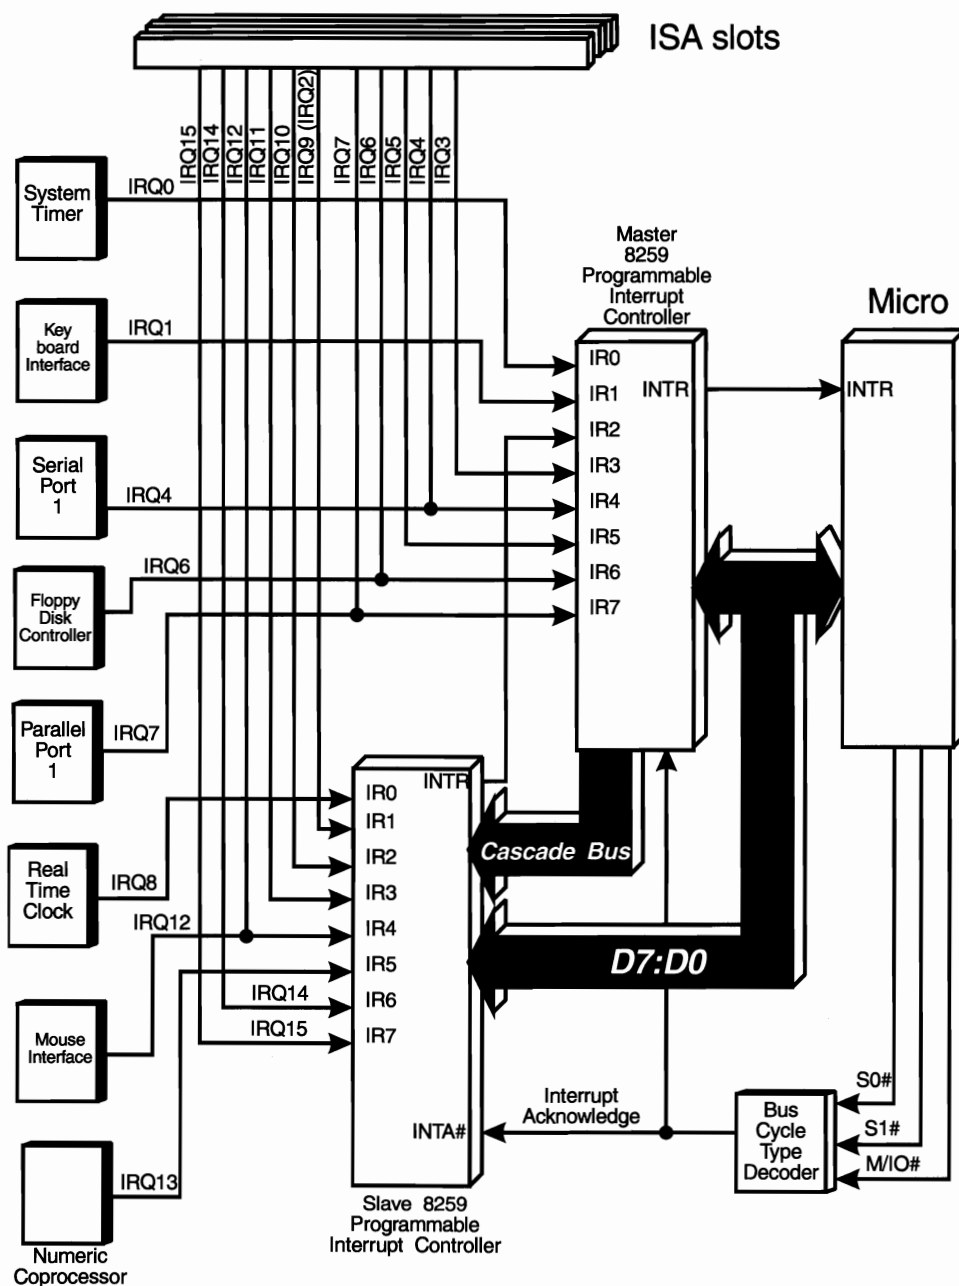 ISA slots
IRQ15
IRQ14
IRQ12
IRQ11
IRQ10
IRQ9 (IRQ2)
IRQ7
IRQ6
IRQ5
IRQ4
IRQ3
System
Timer
IRQ0
Master
8259
Programmable
Interrupt
Controller
Micro
Key
board
Interface
IRQ1
IR0
IR1
IR2
IR3
IR4
IR5
IR6
IR7
INTR
INTR
Serial
Port
1
IRQ4
Floppy
Disk
Controller
IRQ6
Parallel
Port
1
IRQ7
INTR
IR0
IR1
IR2
IR3
IR4
IR5
IR6
IR7
INTA#
Cascade Bus
D7:D0
Real
Time
Clock
IRQ8
IRQ12
Mouse
Interface
IRQ14
IRQ15
IRQ13
Numeric
Coprocessor
Slave 8259
Programmable
Interrupt Controller
Interrupt
Acknowledge
Bus
Cycle
Type
Decoder
S0#
S1#
M/IO#